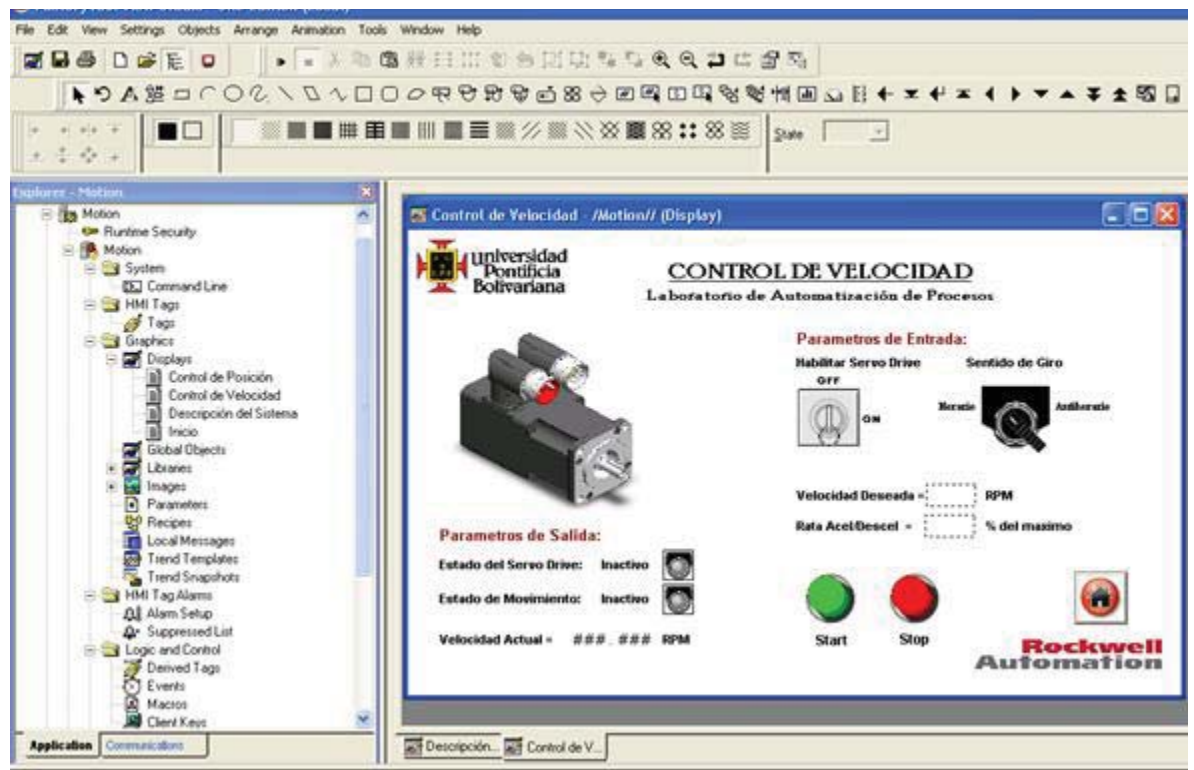 File Edit View Settings Objects Arrange Animation Tools Window Help
State
Explorer - Motion
Motion
Runtime Security
Motion
System
Command Line
HMI Tags
Tags
Graphics
Displays
Control de Posición
Control de Velocidad
Descripción del Sistema
Inicio
Global Objects
Libraries
Images
Parameters
Recipes
Local Messages
Trend Templates
Trend Snapshots
HMI Tag Alarms
Alarm Setup
Suppressed List
Logic and Control
Derived Tags
Events
Macros
Client Keys
Application Communications
Control de Velocidad - /Motion// (Display)
universidad
Pontificia
Bolivariana
CONTROL DE VELOCIDAD
Laboratorio de Automatización de Procesos
Parametros de Entrada:
Habilitar Servo Drive Sentido de Giro
OFF
ON
Horario Antihorario
Velocidad Deseada = RPM
Rata Acel/Descel = % del maximo
Parametros de Salida:
Estado del Servo Drive: Inactivo
Estado de Movimiento: Inactivo
Velocidad Actual = ###.### RPM
Start Stop
Rockwell
Automation
Descripción... Control de V...